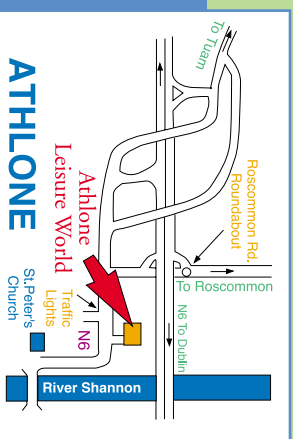 ATHLONE
To Tuam
Roscommon Rd.
Roundabout
Athlone
Leisure World
To Roscommon
N6 To Dublin
Traffic
Lights
N6
St.Peter's
Church
River Shannon